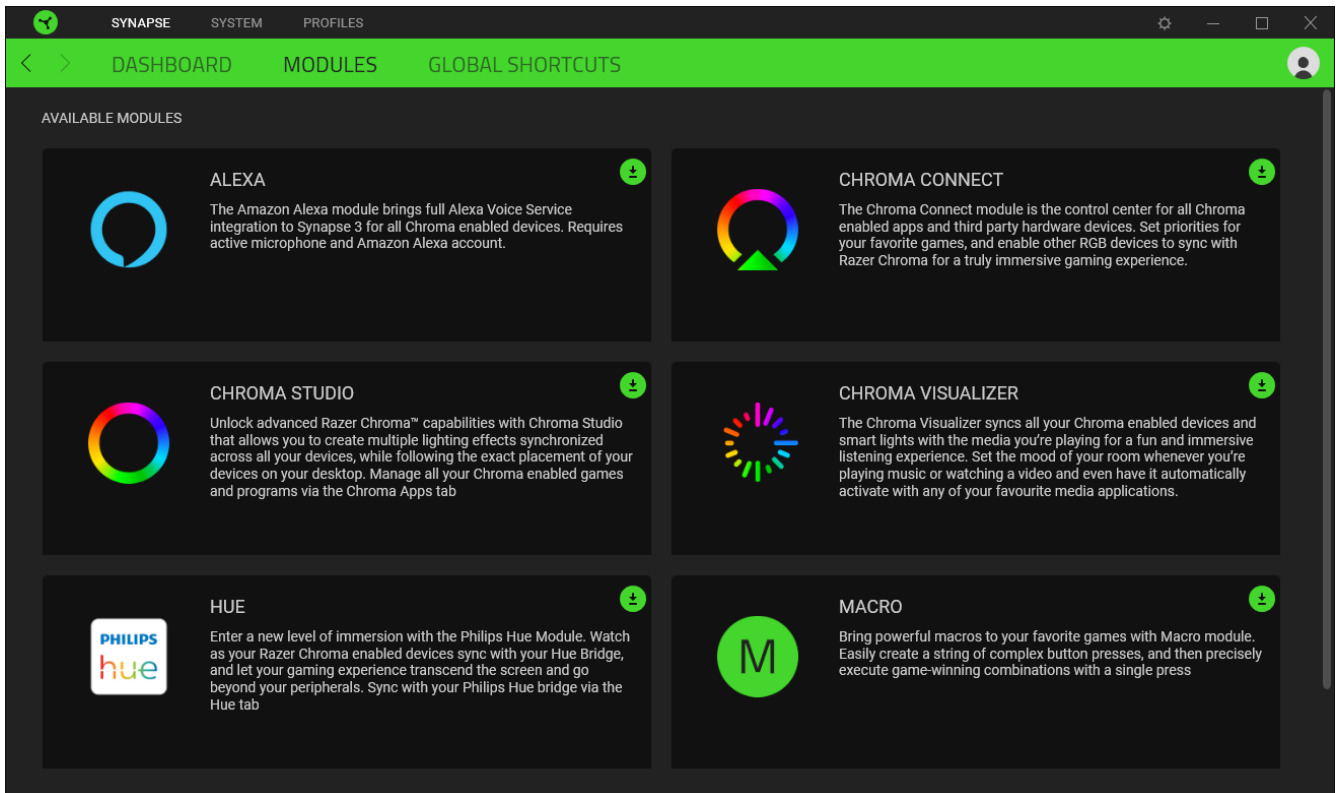 SYNAPSE SYSTEM PROFILES
DASHBOARD MODULES GLOBAL SHORTCUTS
AVAILABLE MODULES
ALEXA
The Amazon Alexa module brings full Alexa Voice Service
integration to Synapse 3 for all Chroma enabled devices. Requires
active microphone and Amazon Alexa account.
CHROMA CONNECT
The Chroma Connect module is the control center for all Chroma
enabled apps and third party hardware devices. Set priorities for
your favorite games, and enable other RGB devices to sync with
Razer Chroma for a truly immersive gaming experience.
CHROMA STUDIO
Unlock advanced Razer Chroma™ capabilities with Chroma Studio
that allows you to create multiple lighting effects synchronized
across all your devices, while following the exact placement of your
devices on your desktop. Manage all your Chroma enabled games
and programs via the Chroma Apps tab
CHROMA VISUALIZER
The Chroma Visualizer syncs all your Chroma enabled devices and
smart lights with the media you're playing for a fun and immersive
listening experience. Set the mood of your room whenever you're
playing music or watching a video and even have it automatically
activate with any of your favourite media applications.
PHILIPS
hue
HUE
Enter a new level of immersion with the Philips Hue Module. Watch
as your Razer Chroma enabled devices sync with your Hue Bridge,
and let your gaming experience transcend the screen and go
beyond your peripherals. Sync with your Philips Hue bridge via the
Hue tab
M
MACRO
Bring powerful macros to your favorite games with Macro module.
Easily create a string of complex button presses, and then precisely
execute game-winning combinations with a single press